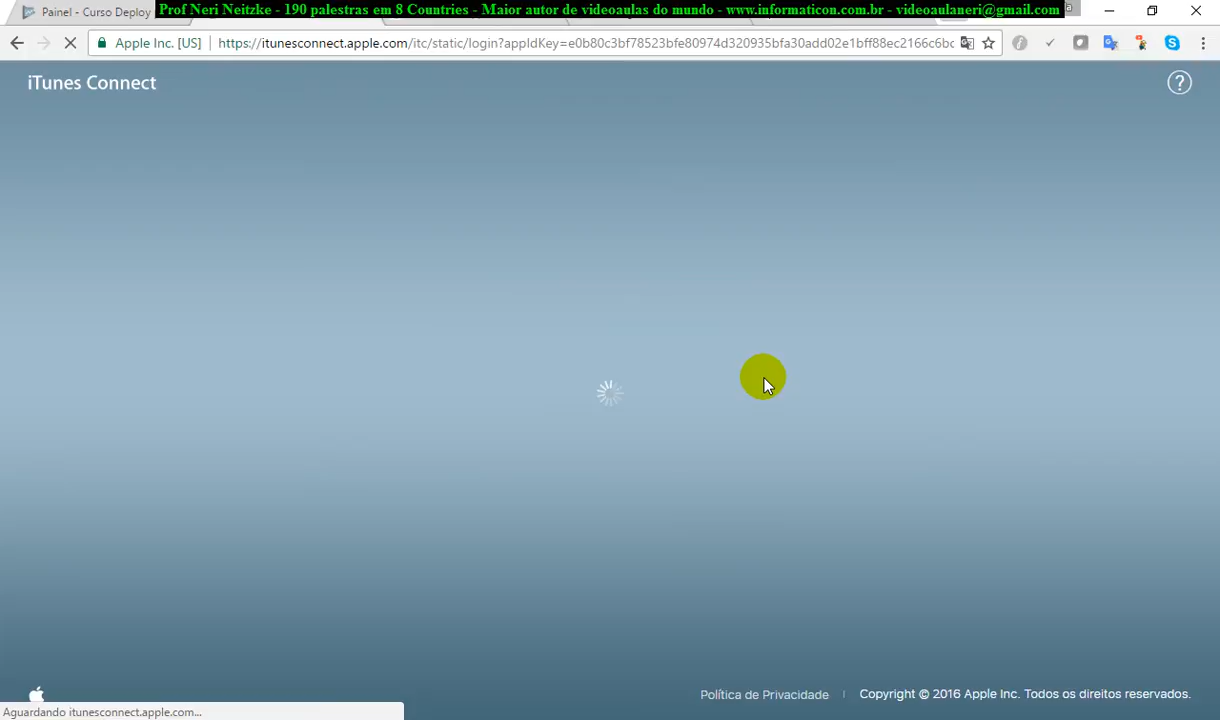 Painel - Curso Deploy
Prof Neri Neitzke - 190 palestras em 8 Countries - Maior autor de videoaulas do mundo - www.informaticon.com.br - videoaulaneri@gmail.com
Apple Inc. [US] https://itunesconnect.apple.com/itc/static/login?appIdKey=e0b80c3bf78523bfe80974d320935bfa30add02e1bff88ec2166c6bc
iTunes Connect
?
Política de Privacidade
Copyright © 2016 Apple Inc. Todos os direitos reservados.
Aguardando itunesconnect.apple.com...